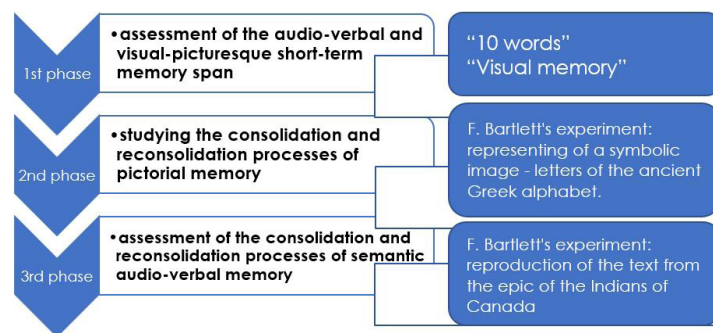 1st phase
•assessment of the audio-verbal and
visual-picturesque short-term
memory span
“10 words”
“Visual memory”
2nd phase
•studying the consolidation and
reconsolidation processes of
pictorial memory
F. Bartlett's experiment:
representing of a symbolic
image - letters of the ancient
Greek alphabet.
3rd phase
•assessment of the consolidation and
reconsolidation processes of semantic
audio-verbal memory
F. Bartlett's experiment:
reproduction of the text from
the epic of the Indians of
Canada